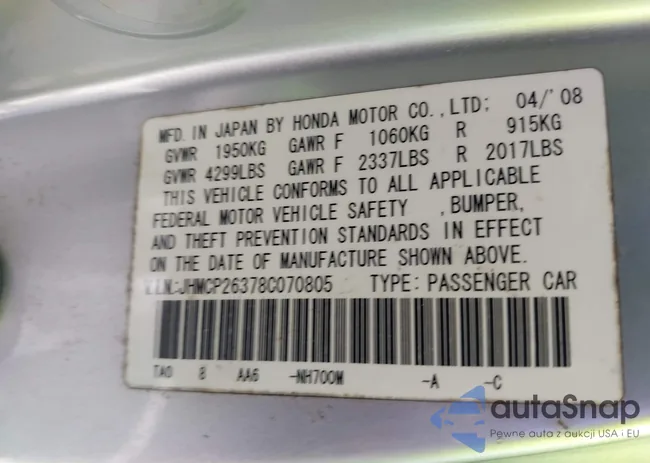 MFD. IN JAPAN BY HONDA MOTOR CO.,LTD; 04/'08
GVWR 1950KG GAWR F 1060KG R 915KG
GVWR 4299LBS GAWR F 2337LBS R 2017LBS
THIS VEHICLE CONFORMS TO ALL APPLICABLE
FEDERAL MOTOR VEHICLE SAFETY ,BUMPER,
AND THEFT PREVENTION STANDARDS IN EFFECT
ON THE DATE OF MANUFACTURE SHOWN ABOVE.
V.I.N.:JHMCP26378C070805 TYPE: PASSENGER CAR
TA0 8 AA6 -NH700M -A -C
autaSnap
Pewne auta z aukcji USA i EU